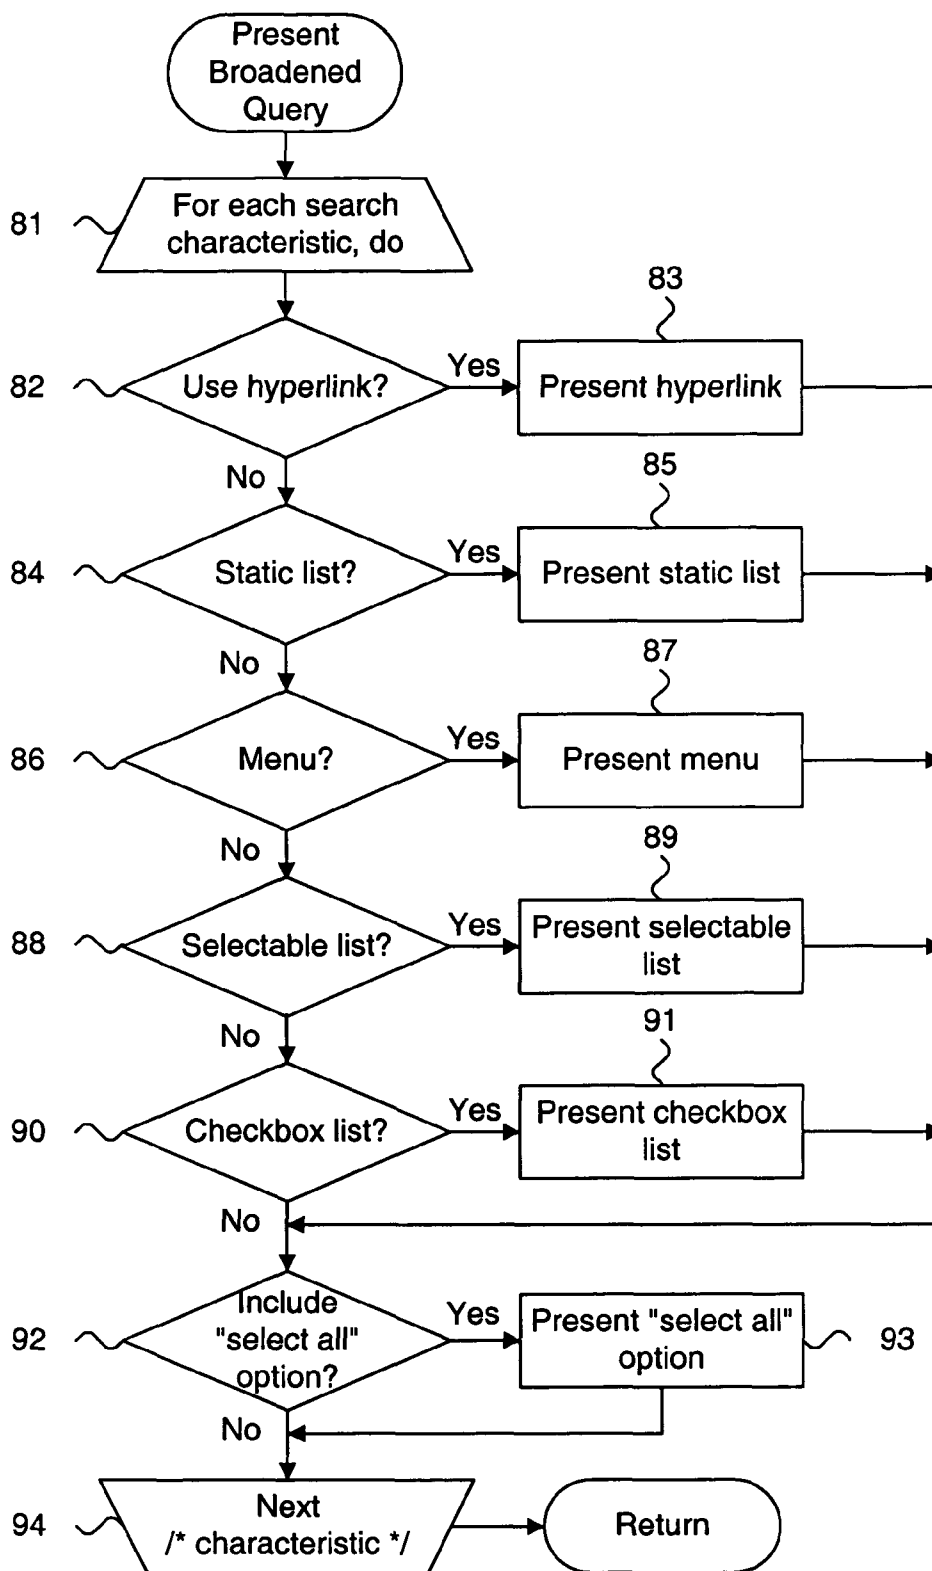 Present
Broadened
Query
81
For each search
characteristic, do
83
82
Use hyperlink?
Yes
Present hyperlink
No
85
84
Static list?
Yes
Present static list
No
87
86
Menu?
Yes
Present menu
No
89
88
Selectable list?
Yes
Present selectable
list
No
91
90
Checkbox list?
Yes
Present checkbox
list
No
92
Include
"select all"
option?
Yes
Present "select all"
option
93
No
94
Next
/* characteristic */
Return